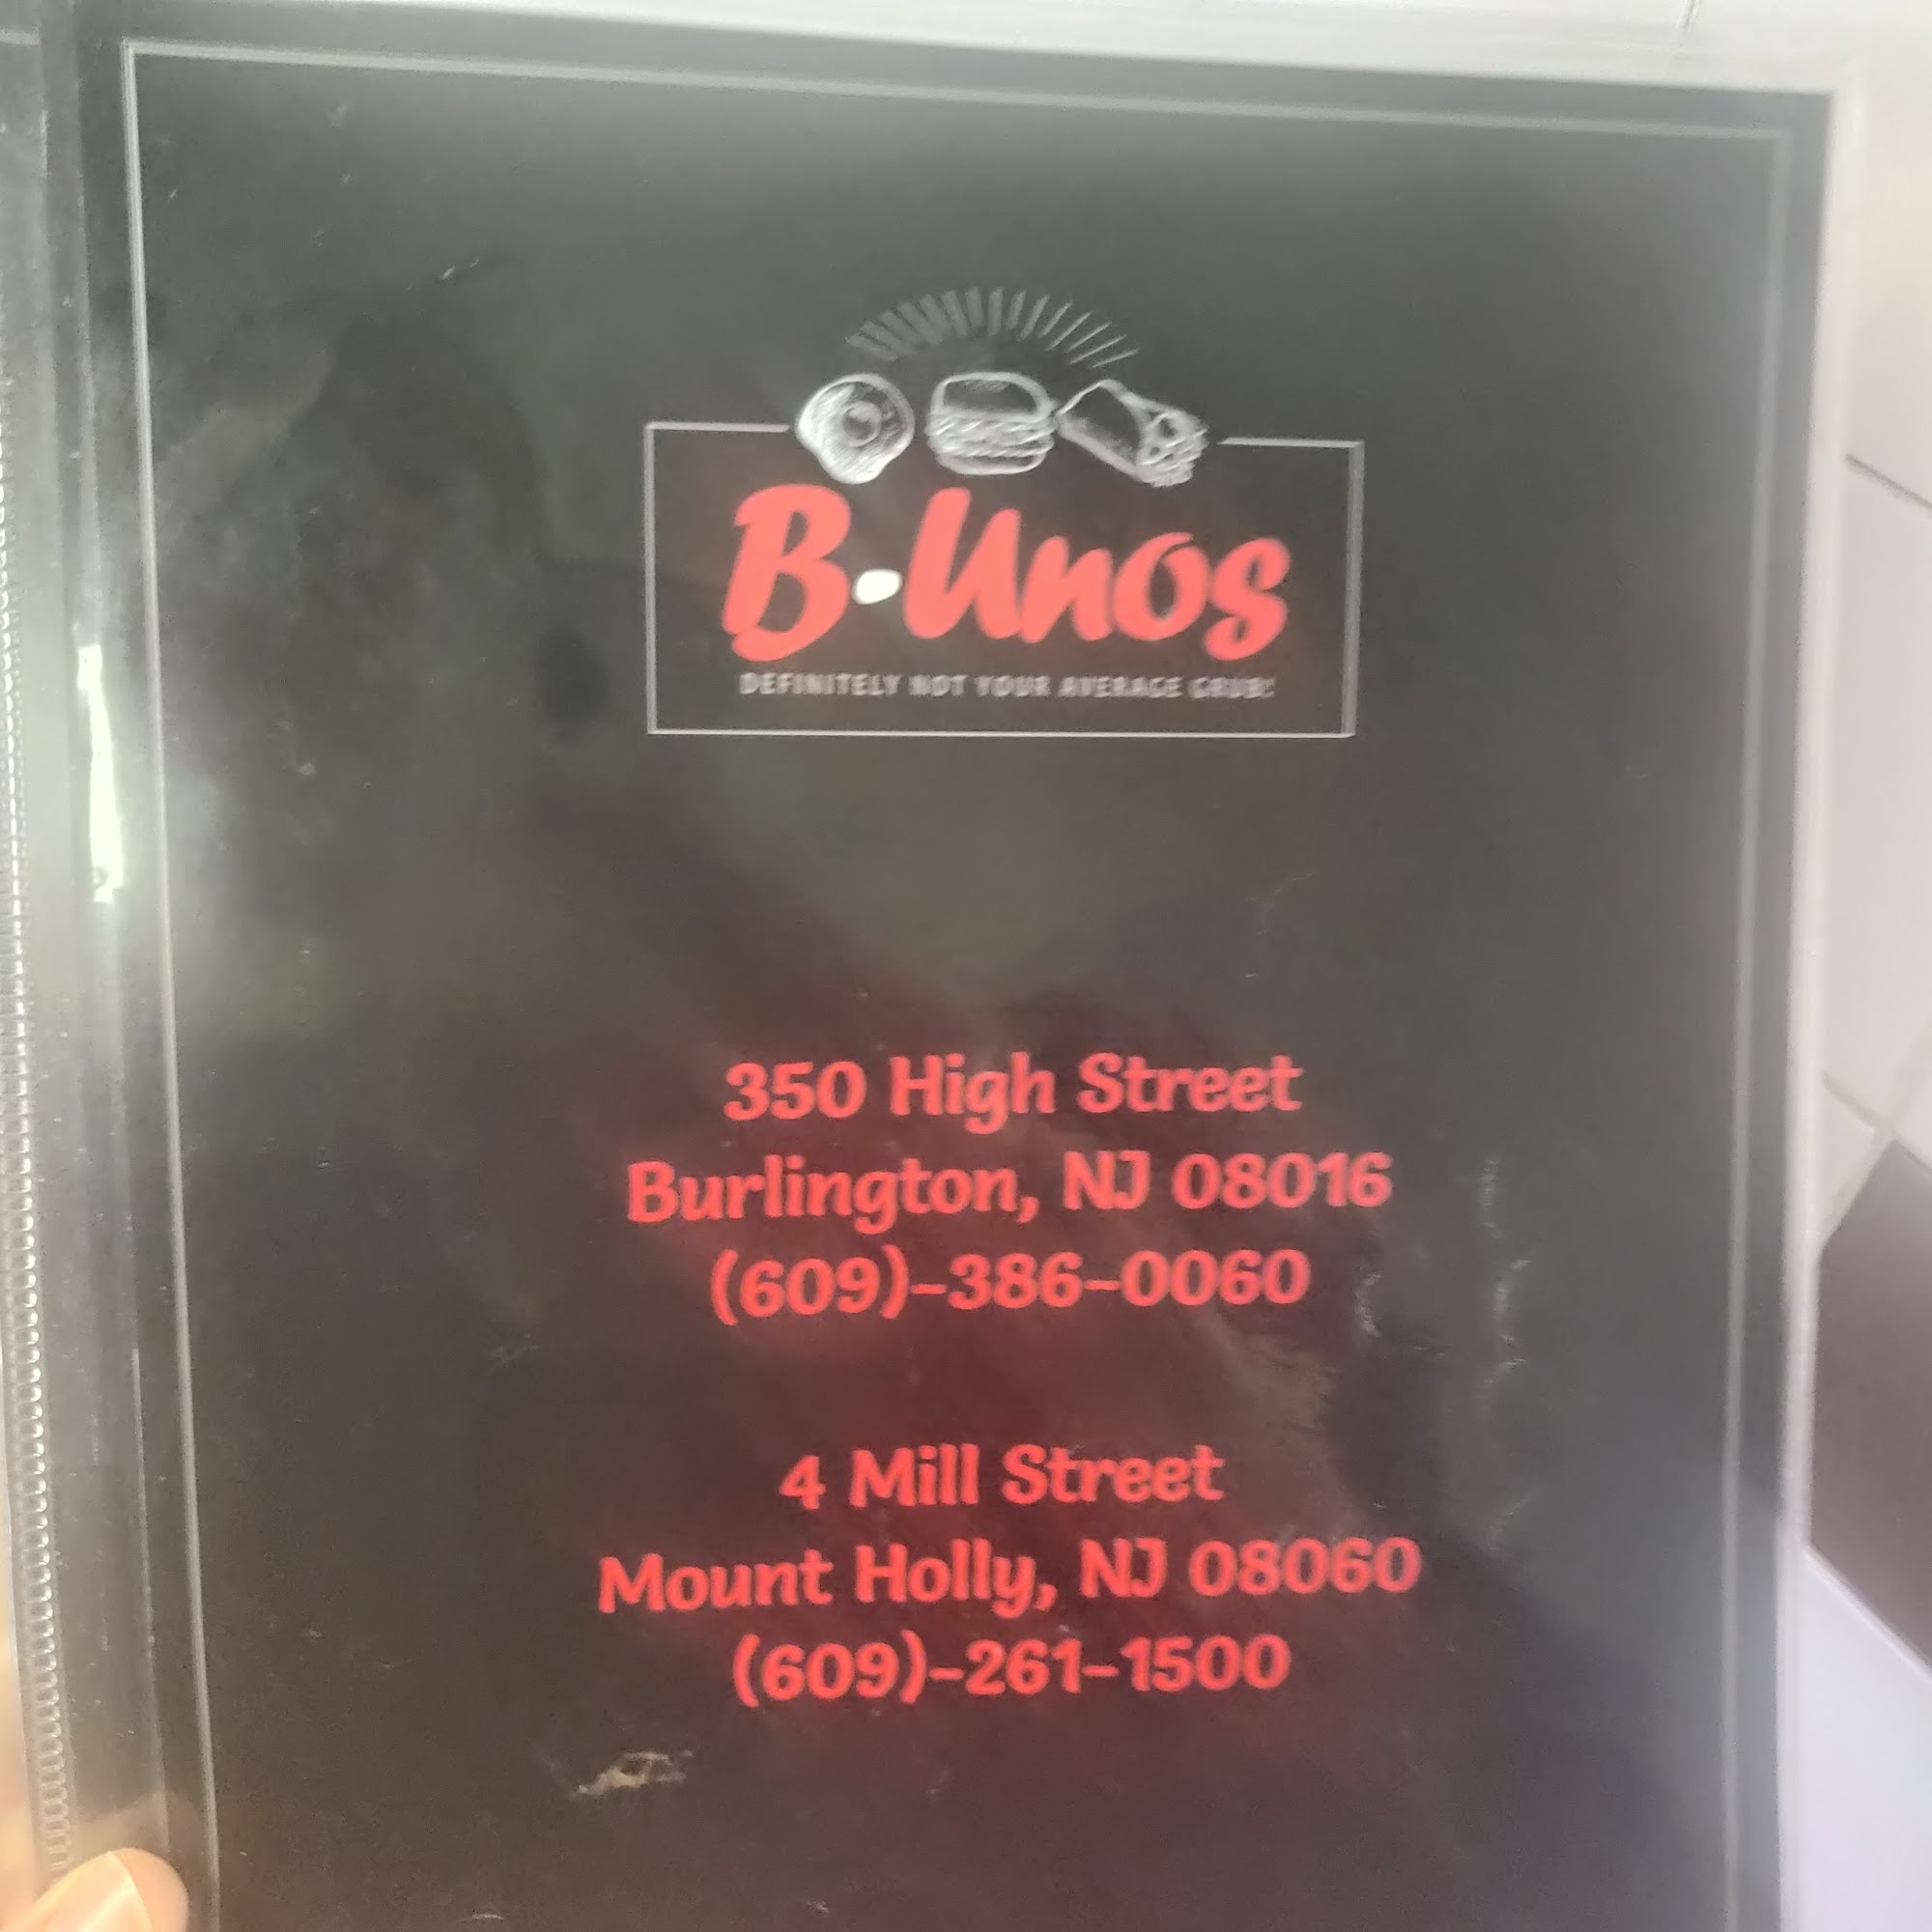 B·Unos
DEFINITELY NOT YOUR AVERAGE GRUB!
350 High Street
Burlington, NJ 08016
(609)-386-0060
4 Mill Street
Mount Holly, NJ 08060
(609)-261-1500